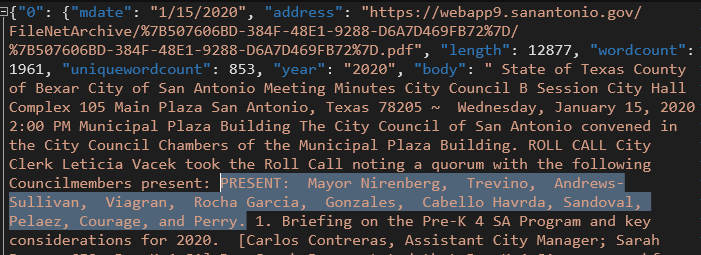 {"0": {"mdate": "1/15/2020", "address": "https://webapp9.sanantonio.gov/
FileNetArchive/%7B507606BD-384F-48E1-9288-D6A7D469FB72%7D/
%7B507606BD-384F-48E1-9288-D6A7D469FB72%7D.pdf", "length": 12877, "wordcount":
1961, "uniquewordcount": 853, "year": "2020", "body": " State of Texas County
of Bexar City of San Antonio Meeting Minutes City Council B Session City Hall
Complex 105 Main Plaza San Antonio, Texas 78205 ~  Wednesday, January 15, 2020
2:00 PM Municipal Plaza Building The City Council of San Antonio convened in
the City Council Chambers of the Municipal Plaza Building. ROLL CALL City
Clerk Leticia Vacek took the Roll Call noting a quorum with the following
Councilmembers present: PRESENT:  Mayor Nirenberg,  Trevino,  Andrews-
Sullivan,  Viagran,  Rocha Garcia,  Gonzales,  Cabello Havrda, Sandoval,
Pelaez, Courage, and Perry. 1. Briefing on the Pre-K 4 SA Program and key
considerations for 2020.  [Carlos Contreras, Assistant City Manager; Sarah